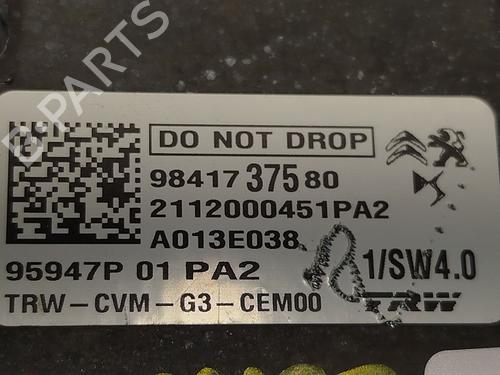 DO NOT DROP
98417 375 80
2112000451PA2
A013E038
95947P 01 PA2
1/SW4.0
TRW-CVM-G3-CEM00
TRW